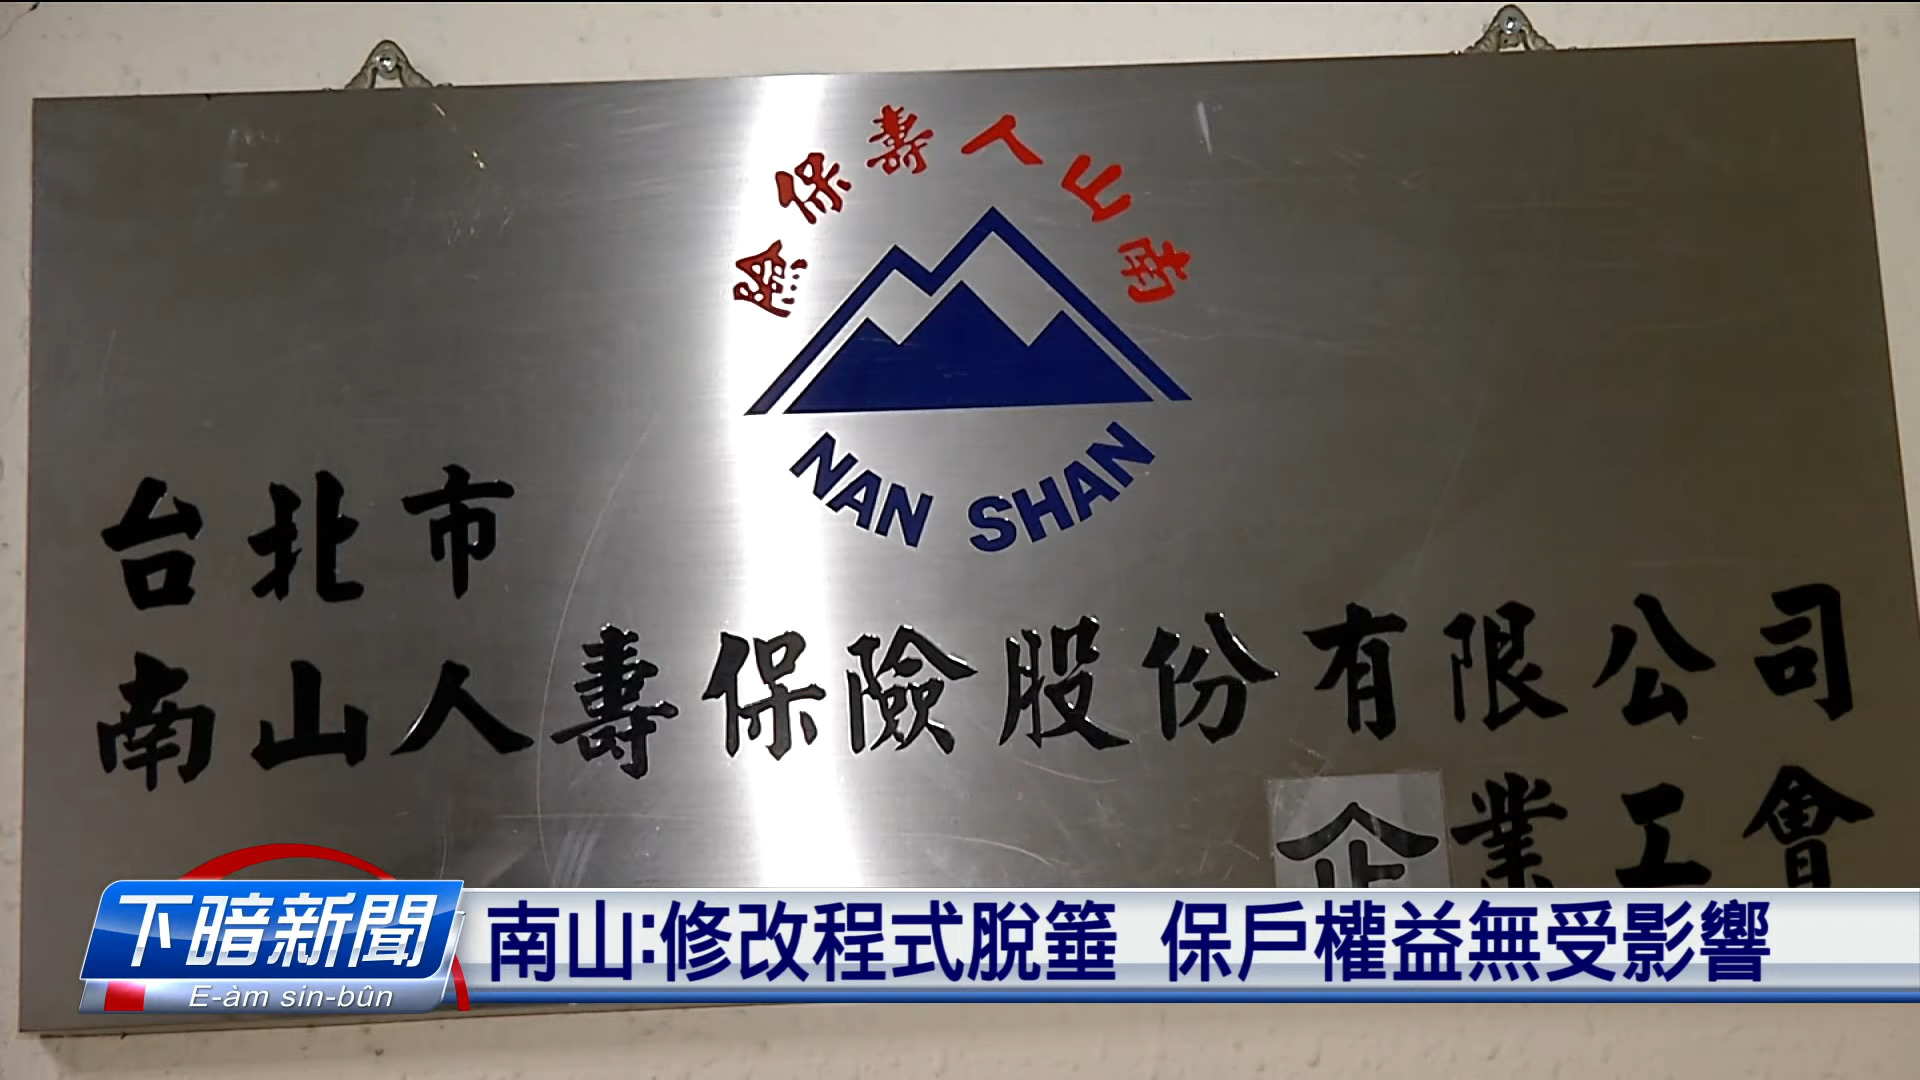 南山人壽保險
NAN SHAN
台北市
南山人壽保險股份有限公司
企業工會
下暗新聞
E-àm sin-bûn
南山:修改程式脫箠 保戶權益無受影響